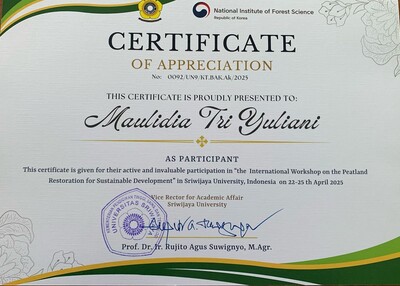 National Institute of Forest Science
Republic of Korea
CERTIFICATE
OF APPRECIATION
No: 0092/UN9/KT.BAK.Ak/2025
THIS CERTIFICATE IS PROUDLY PRESENTED TO:
Maulidia Tri Yuliani
AS PARTICIPANT
This certificate is given for their active and invaluable participation in "the International Workshop on the Peatland
Restoration for Sustainable Development" in Sriwijaya University, Indonesia on 22-25 th April 2025
Vice Rector for Academic Affair
Sriwijaya University
UNIVERSITAS SRIWIJAYA
Prof. Dr. Ir. Rujito Agus Suwignyo, M.Agr.